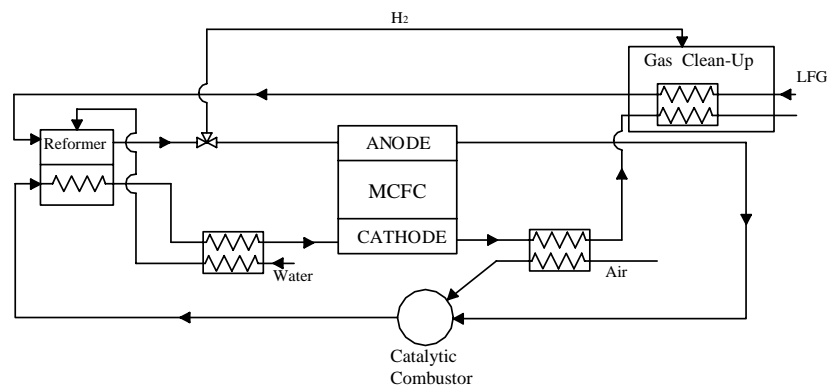 H2
Gas Clean-Up
LFG
Reformer
ANODE
MCFC
CATHODE
Water
Air
Catalytic
Combustor